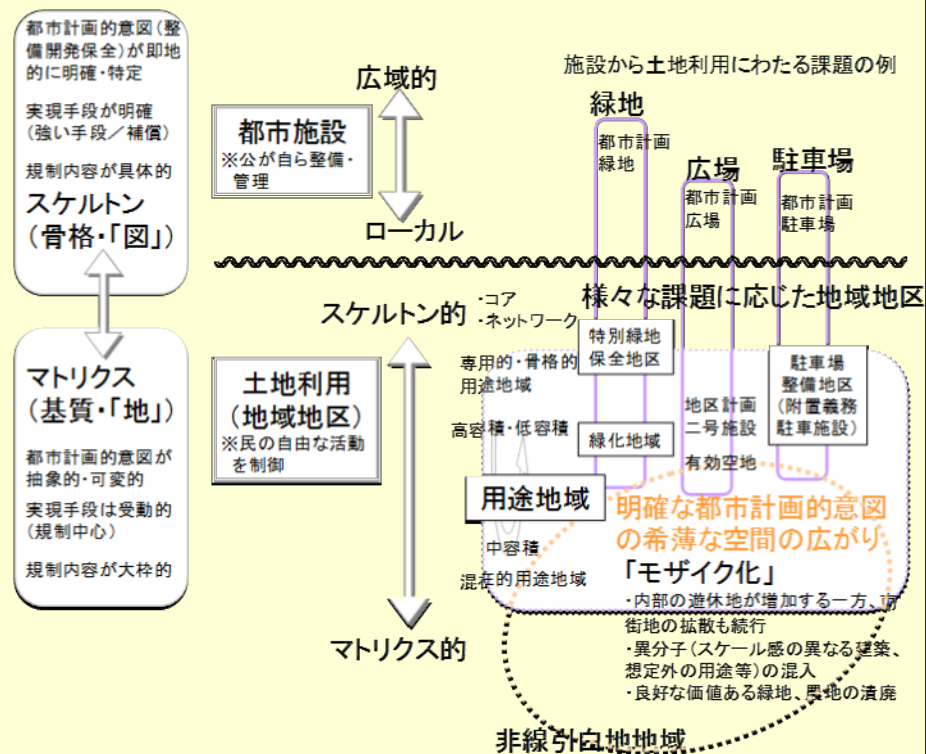 都市計画的意図(整
備開発保全)が即地
的に明確・特定
実現手段が明確
(強い手段/補償)
規制内容が具体的
スケルトン
(骨格・「図」)
マトリクス
(基質・「地」)
都市計画的意図が
抽象的・可変的
実現手段は受動的
(規制中心)
規制内容が大枠的
広域的
都市施設
※公が自ら整備・
管理
ローカル
施設から土地利用にわたる課題の例
緑地
都市計画
緑地
広場
都市計画
広場
駐車場
都市計画
駐車場
様々な課題に応じた地域地区
スケルトン的
・コア
・ネットワーク
土地利用
(地域地区)
※民の自由な活動
を制御
マトリクス的
専用的・骨格的
用途地域
高容積・低容積
用途地域
中容積
混在的用途地域
特別緑地
保全地区
緑化地域
地区計画
二号施設
有効空地
駐車場
整備地区
(附置義務
駐車施設)
明確な都市計画的意図
の希薄な空間の広がり
「モザイク化」
・内部の遊休地が増加する一方、市
街地の拡散も続行
・異分子(スケール感の異なる建築、
想定外の用途等)の混入
・良好な価値ある緑地、農地の潰廃
非線引白地地域